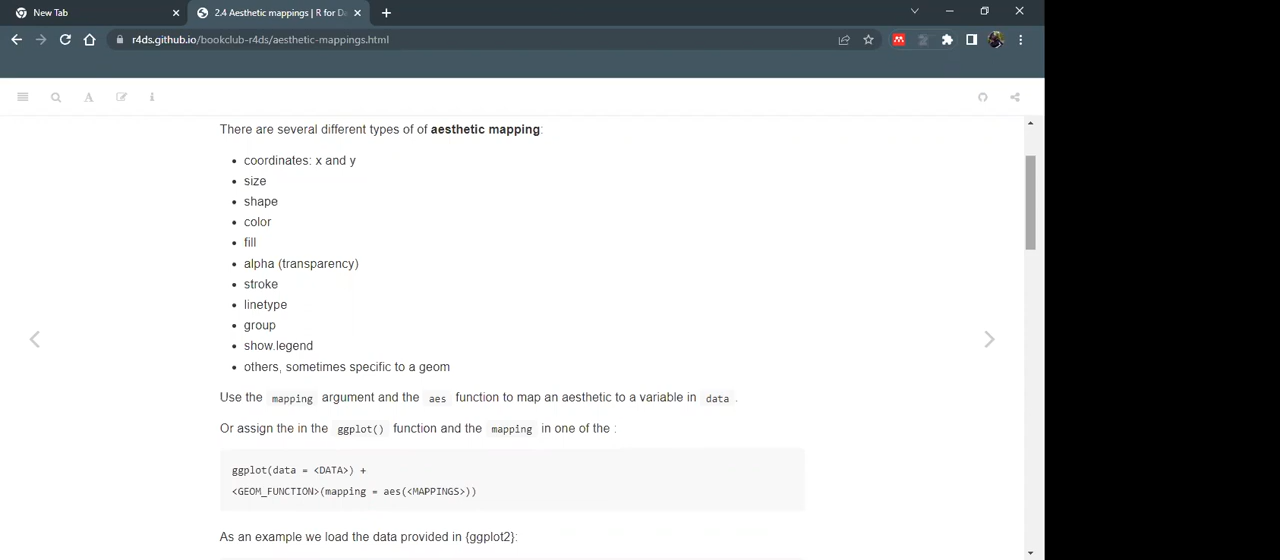 New Tab
2.4 Aesthetic mappings | R for Da
r4ds.github.io/bookclub-r4ds/aesthetic-mappings.html
There are several different types of of aesthetic mapping:
coordinates: x and y
size
shape
color
fill
alpha (transparency)
stroke
linetype
group
show.legend
others, sometimes specific to a geom
Use the mapping argument and the aes function to map an aesthetic to a variable in data .
Or assign the in the ggplot() function and the mapping in one of the :
ggplot(data = <DATA>) +
<GEOM_FUNCTION>(mapping = aes(<MAPPINGS>))
As an example we load the data provided in {ggplot2}: